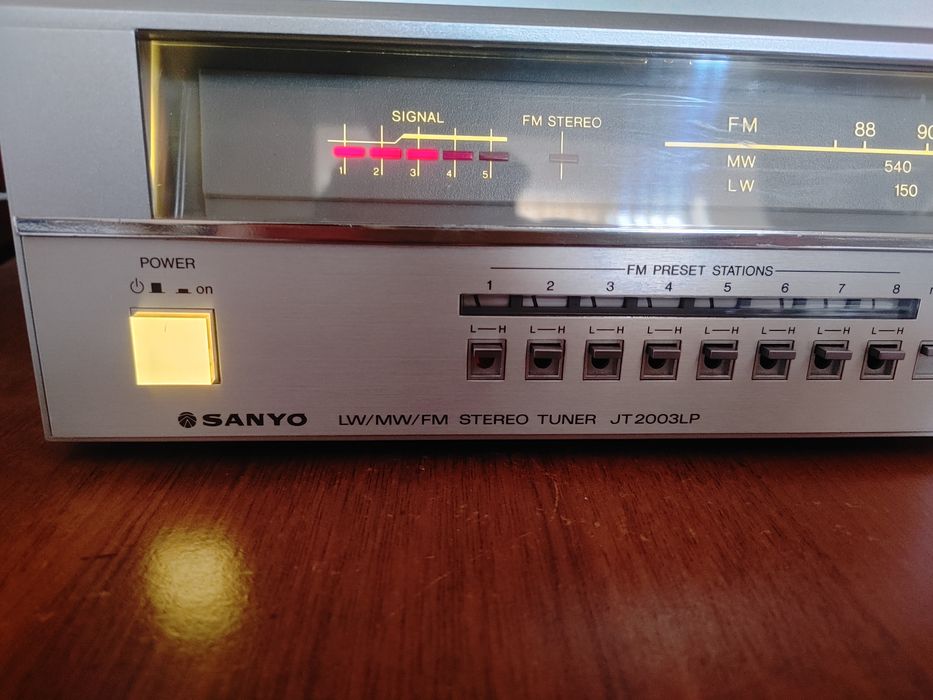 SIGNAL
1 2 3 4 5
FM STEREO
FM 88 90
MW 540
LW 150
POWER
on
FM PRESET STATIONS
1 2 3 4 5 6 7 8
L—H L—H L—H L—H L—H L—H L—H L—H
SANYO LW/MW/FM STEREO TUNER JT2003LP